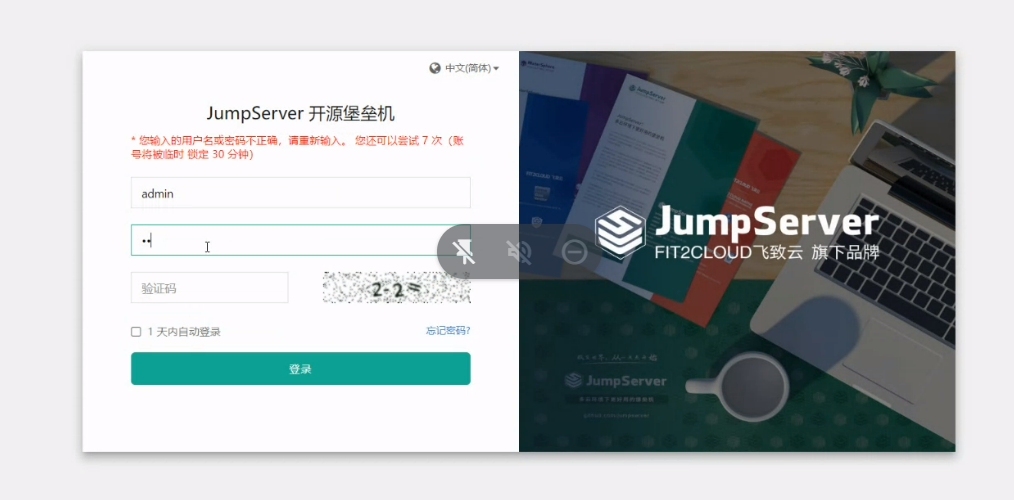 中文(简体)
JumpServer 开源堡垒机
* 您输入的用户名或密码不正确，请重新输入。 您还可以尝试 7 次（账
号将被临时 锁定 30 分钟）
admin
验证码
2-2=
1 天内自动登录
忘记密码?
登录
JumpServer
JumpServer
FIT2CLOUD飞致云 旗下品牌
JumpServer